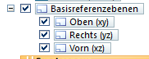 Basisreferenzebenen
Oben (xy)
Rechts (yz)
Vorn (xz)